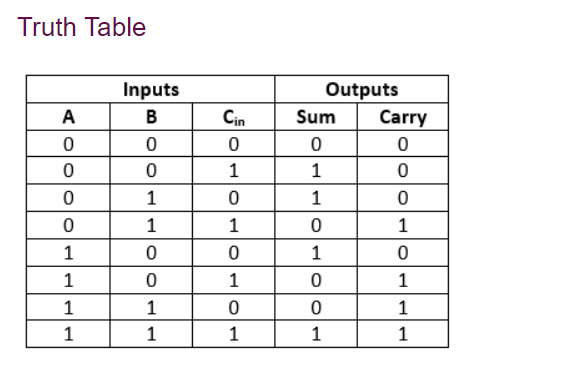 Truth Table
Inputs Outputs
A B Cin Sum Carry
0 0 0 0 0
0 0 1 1 0
0 1 0 1 0
0 1 1 0 1
1 0 0 1 0
1 0 1 0 1
1 1 0 0 1
1 1 1 1 1